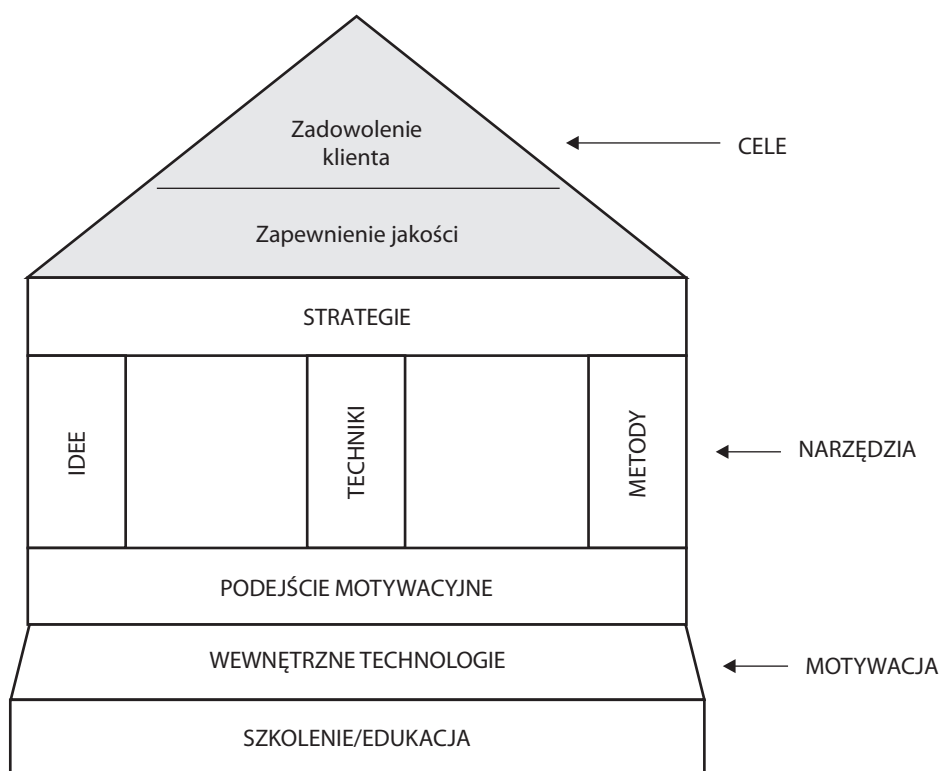 Zadowolenie
klienta
CELE
Zapewnienie jakości
STRATEGIE
IDEE
TECHNIKI
METODY
NARZĘDZIA
PODEJŚCIE MOTYWACYJNE
WEWNĘTRZNE TECHNOLOGIE
MOTYWACJA
SZKOLENIE/EDUKACJA